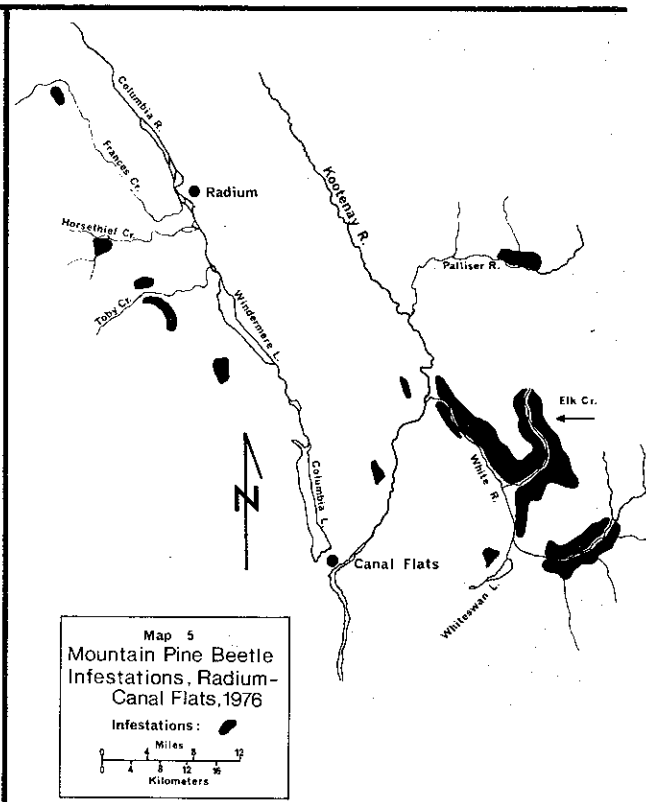 Columbia R.
Frances Cr.
Radium
Kootenay R.
Horsethief Cr.
Palliser R.
Toby Cr.
Windermere L.
Elk Cr.
White R.
N
Columbia L.
Canal Flats
Whiteswan L.
Map 5
Mountain Pine Beetle
Infestations, Radium-
Canal Flats, 1976
Infestations:
Miles
0 4 8 12
0 4 8 12 16
Kilometers